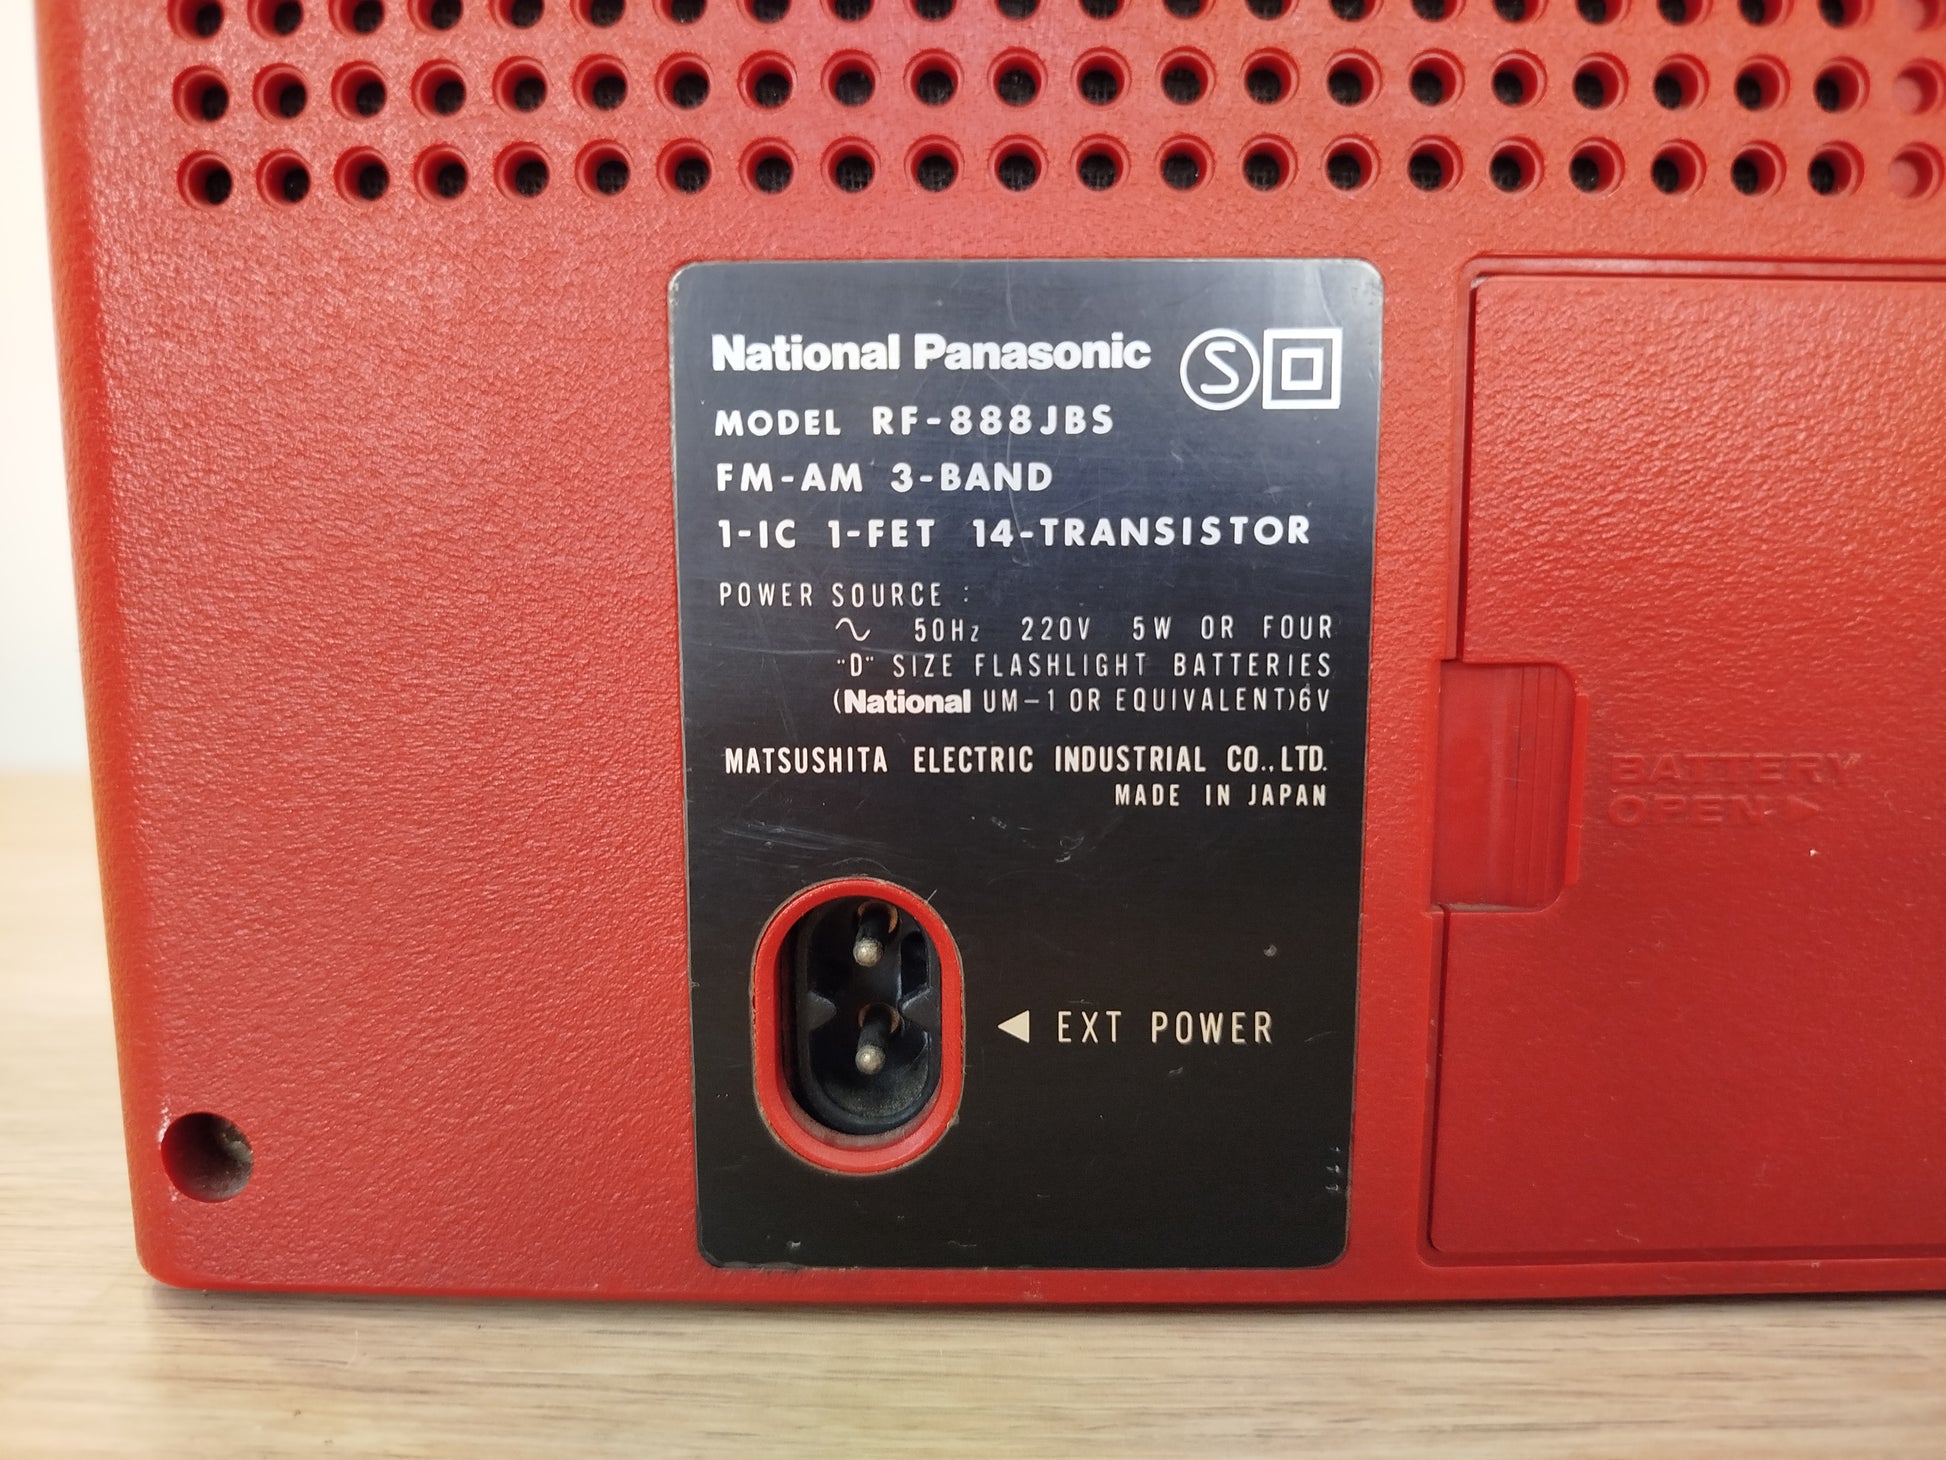 National Panasonic S
MODEL RF-888JBS
FM-AM 3-BAND
1-IC 1-FET 14-TRANSISTOR
POWER SOURCE :
∿ 50Hz 220V 5W OR FOUR
"D" SIZE FLASHLIGHT BATTERIES
(National UM-1 OR EQUIVALENT)6V
MATSUSHITA ELECTRIC INDUSTRIAL CO.,LTD.
MADE IN JAPAN
◀ EXT POWER
BATTERY
OPEN ▶